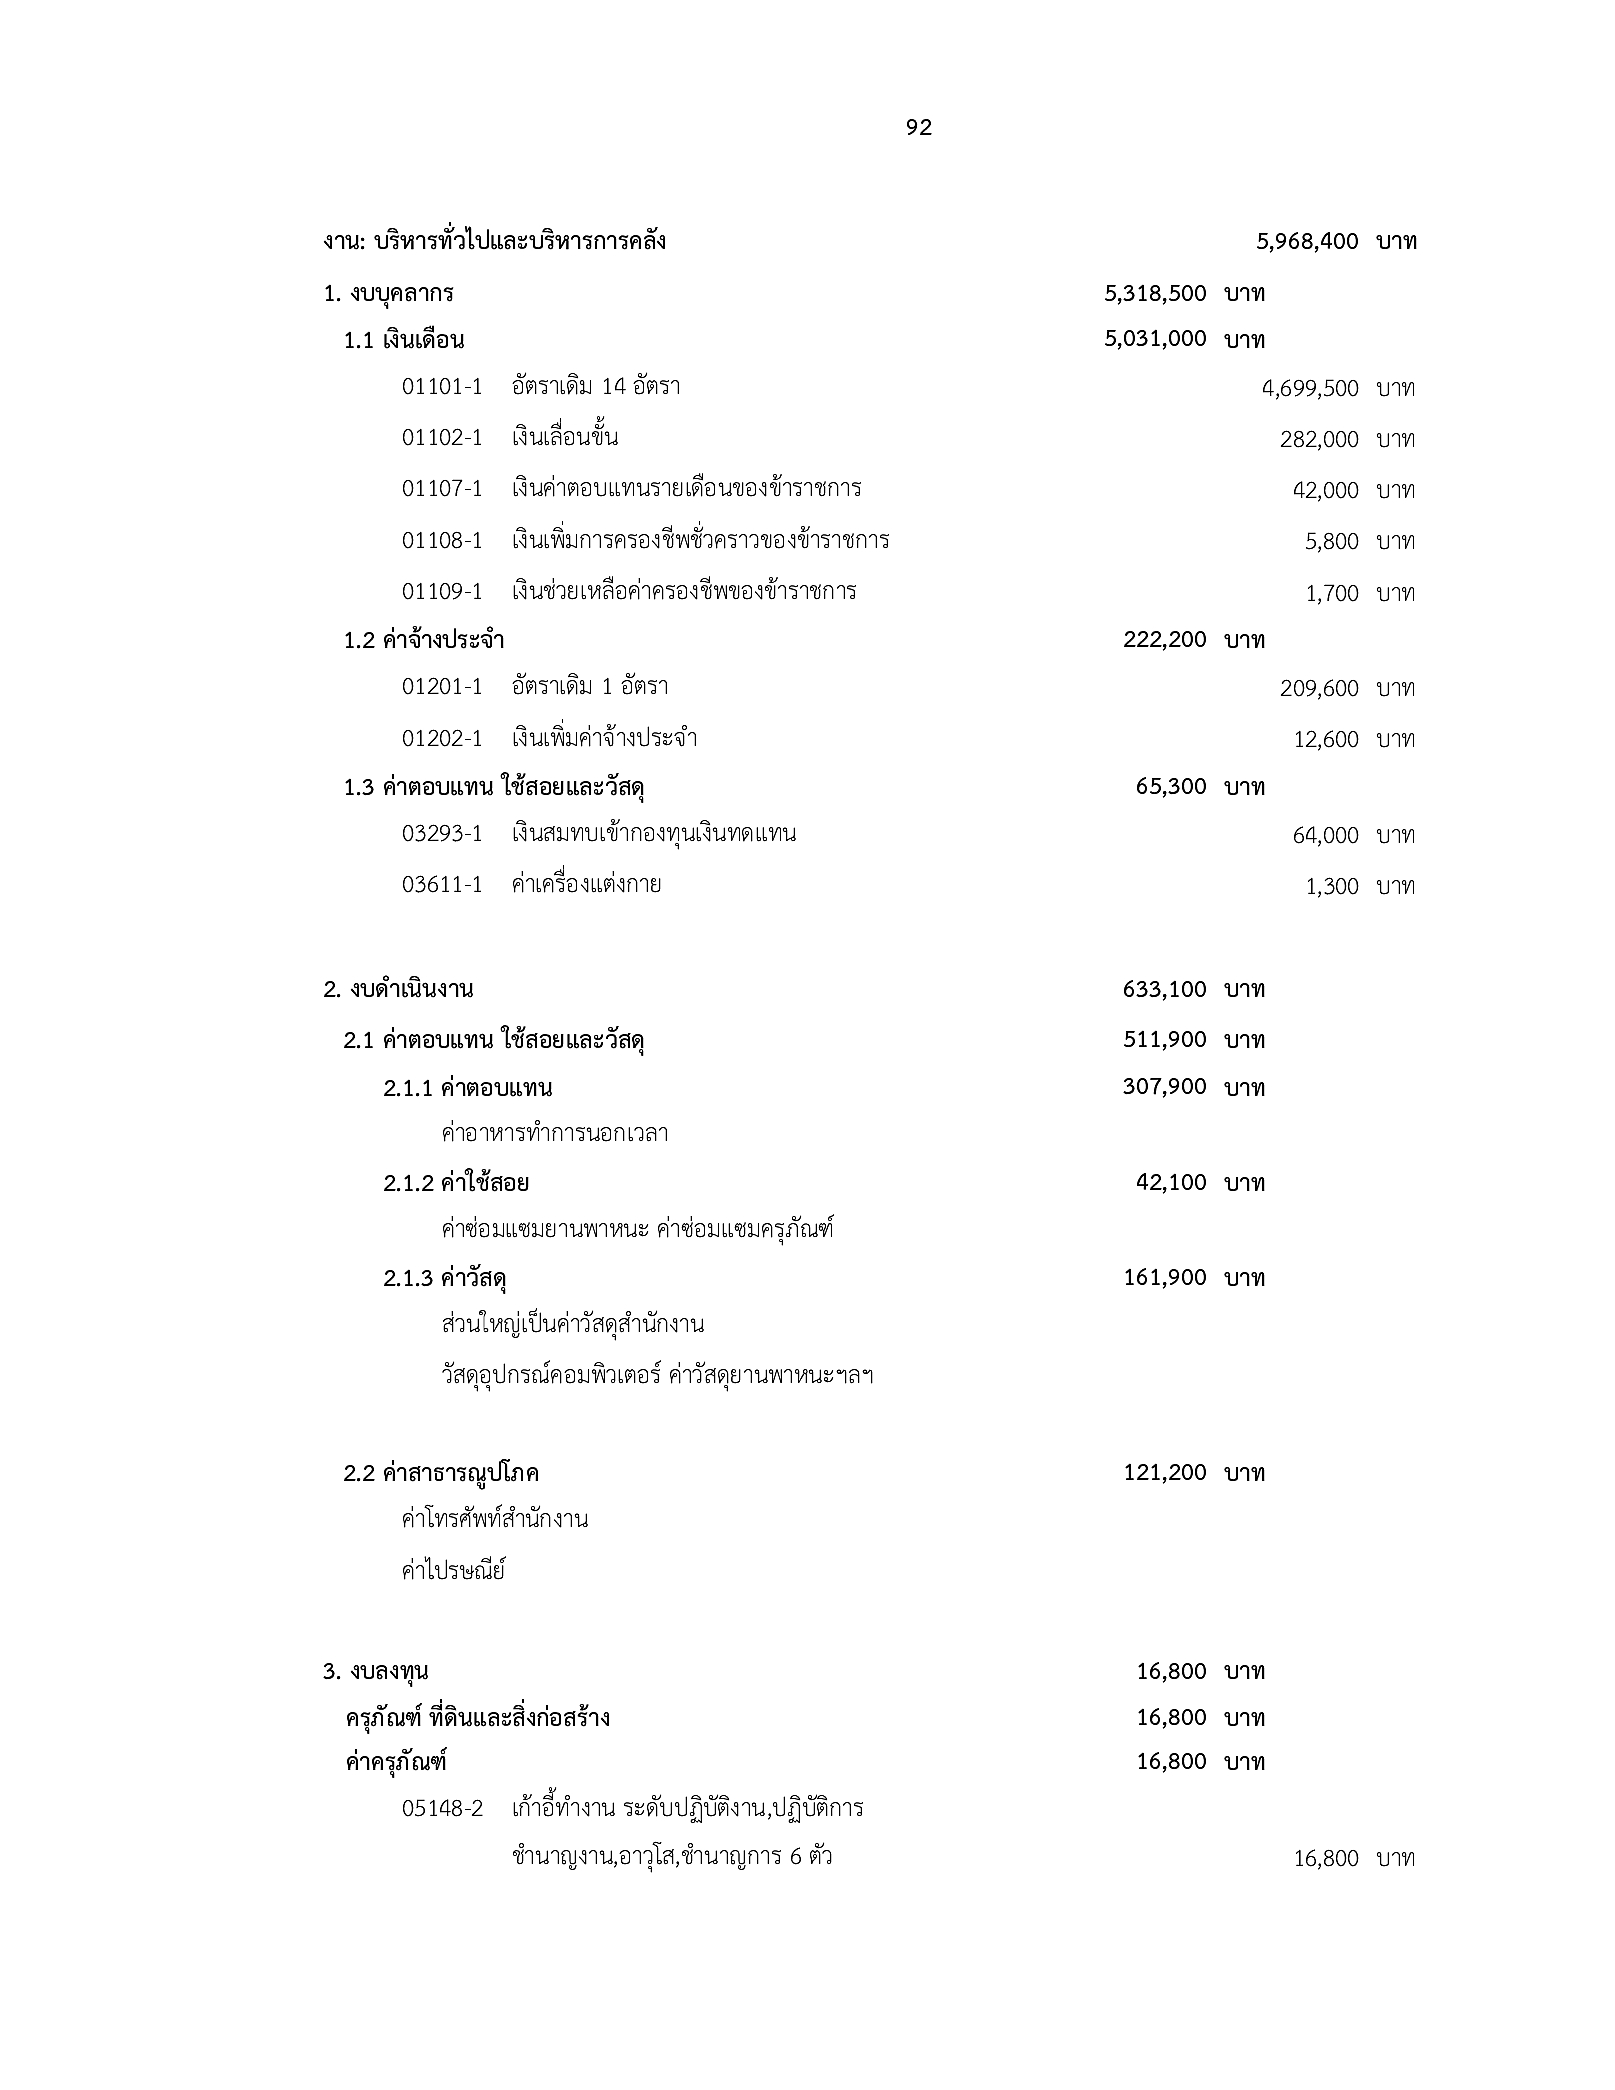 92
งาน: บริหารทั่วไปและบริหารการคลัง 5,968,400 บาท
1. งบบุคลากร 5,318,500 บาท
1.1 เงินเดือน 5,031,000 บาท
01101-1 อัตราเดิม 14 อัตรา 4,699,500 บาท
01102-1 เงินเลื่อนขั้น 282,000 บาท
01107-1 เงินค่าตอบแทนรายเดือนของข้าราชการ 42,000 บาท
01108-1 เงินเพิ่มการครองชีพชั่วคราวของข้าราชการ 5,800 บาท
01109-1 เงินช่วยเหลือค่าครองชีพของข้าราชการ 1,700 บาท
1.2 ค่าจ้างประจำ 222,200 บาท
01201-1 อัตราเดิม 1 อัตรา 209,600 บาท
01202-1 เงินเพิ่มค่าจ้างประจำ 12,600 บาท
1.3 ค่าตอบแทน ใช้สอยและวัสดุ 65,300 บาท
03293-1 เงินสมทบเข้ากองทุนเงินทดแทน 64,000 บาท
03611-1 ค่าเครื่องแต่งกาย 1,300 บาท
2. งบดำเนินงาน 633,100 บาท
2.1 ค่าตอบแทน ใช้สอยและวัสดุ 511,900 บาท
2.1.1 ค่าตอบแทน 307,900 บาท
ค่าอาหารทำการนอกเวลา
2.1.2 ค่าใช้สอย 42,100 บาท
ค่าซ่อมแซมยานพาหนะ ค่าซ่อมแซมครุภัณฑ์
2.1.3 ค่าวัสดุ 161,900 บาท
ส่วนใหญ่เป็นค่าวัสดุสำนักงาน
วัสดุอุปกรณ์คอมพิวเตอร์ ค่าวัสดุยานพาหนะฯลฯ
2.2 ค่าสาธารณูปโภค 121,200 บาท
ค่าโทรศัพท์สำนักงาน
ค่าไปรษณีย์
3. งบลงทุน 16,800 บาท
ครุภัณฑ์ ที่ดินและสิ่งก่อสร้าง 16,800 บาท
ค่าครุภัณฑ์ 16,800 บาท
05148-2 เก้าอี้ทำงาน ระดับปฏิบัติงาน,ปฏิบัติการ
ชำนาญงาน,อาวุโส,ชำนาญการ 6 ตัว 16,800 บาท